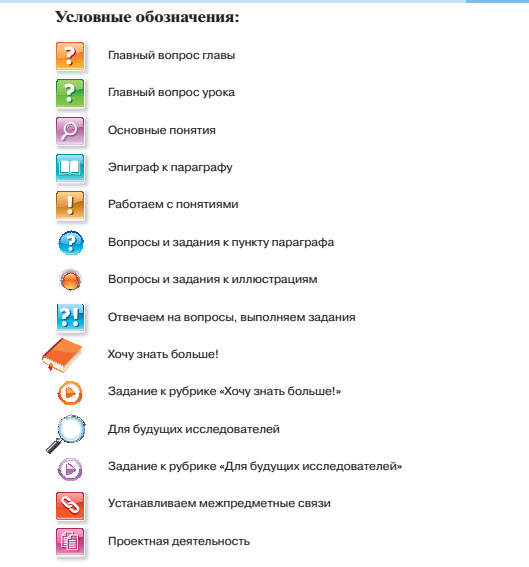 Условные обозначения:
Главный вопрос главы
Главный вопрос урока
Основные понятия
Эпиграф к параграфу
Работаем с понятиями
Вопросы и задания к пункту параграфа
Вопросы и задания к иллюстрациям
Отвечаем на вопросы, выполняем задания
Хочу знать больше!
Задание к рубрике «Хочу знать больше!»
Для будущих исследователей
Задание к рубрике «Для будущих исследователей»
Устанавливаем межпредметные связи
Проектная деятельность